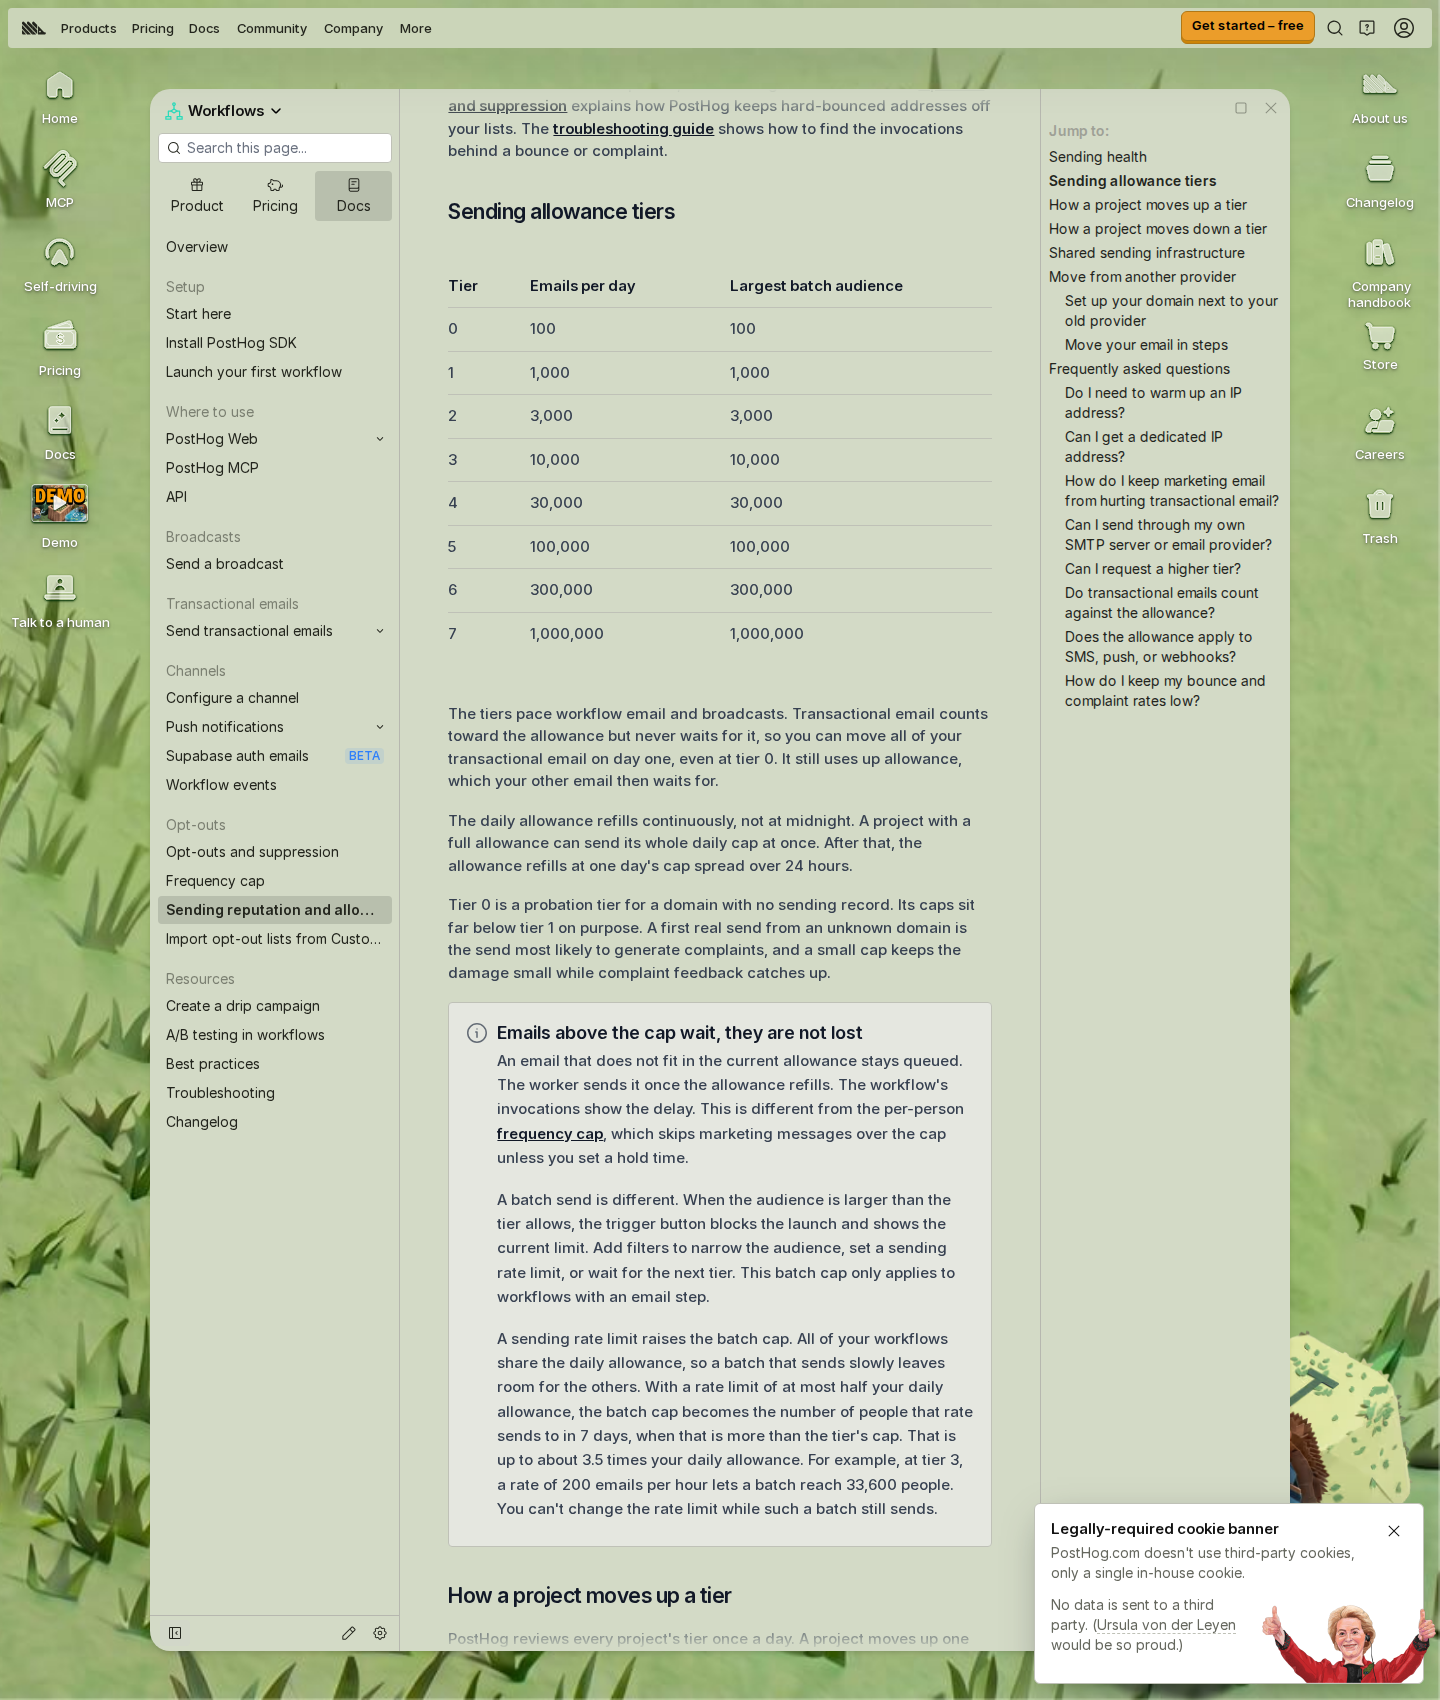 Products
Pricing
Docs
Community
Company
More
Get started – free
Home
MCP
Self-driving
Pricing
Docs
DEMO
Demo
Talk to a human
Workflows
Search this page...
Product
Pricing
Docs
Overview
Setup
Start here
Install PostHog SDK
Launch your first workflow
Where to use
PostHog Web
PostHog MCP
API
Broadcasts
Send a broadcast
Transactional emails
Send transactional emails
Channels
Configure a channel
Push notifications
Supabase auth emails BETA
Workflow events
Opt-outs
Opt-outs and suppression
Frequency cap
Sending reputation and allo...
Import opt-out lists from Custo...
Resources
Create a drip campaign
A/B testing in workflows
Best practices
Troubleshooting
Changelog
and suppression explains how PostHog keeps hard-bounced addresses off
your lists. The troubleshooting guide shows how to find the invocations
behind a bounce or complaint.
Sending allowance tiers
Tier Emails per day Largest batch audience
0 100 100
1 1,000 1,000
2 3,000 3,000
3 10,000 10,000
4 30,000 30,000
5 100,000 100,000
6 300,000 300,000
7 1,000,000 1,000,000
The tiers pace workflow email and broadcasts. Transactional email counts
toward the allowance but never waits for it, so you can move all of your
transactional email on day one, even at tier 0. It still uses up allowance,
which your other email then waits for.
The daily allowance refills continuously, not at midnight. A project with a
full allowance can send its whole daily cap at once. After that, the
allowance refills at one day's cap spread over 24 hours.
Tier 0 is a probation tier for a domain with no sending record. Its caps sit
far below tier 1 on purpose. A first real send from an unknown domain is
the send most likely to generate complaints, and a small cap keeps the
damage small while complaint feedback catches up.
Emails above the cap wait, they are not lost
An email that does not fit in the current allowance stays queued.
The worker sends it once the allowance refills. The workflow's
invocations show the delay. This is different from the per-person
frequency cap, which skips marketing messages over the cap
unless you set a hold time.
A batch send is different. When the audience is larger than the
tier allows, the trigger button blocks the launch and shows the
current limit. Add filters to narrow the audience, set a sending
rate limit, or wait for the next tier. This batch cap only applies to
workflows with an email step.
A sending rate limit raises the batch cap. All of your workflows
share the daily allowance, so a batch that sends slowly leaves
room for the others. With a rate limit of at most half your daily
allowance, the batch cap becomes the number of people that rate
sends to in 7 days, when that is more than the tier's cap. That is
up to about 3.5 times your daily allowance. For example, at tier 3,
a rate of 200 emails per hour lets a batch reach 33,600 people.
You can't change the rate limit while such a batch still sends.
How a project moves up a tier
PostHog reviews every project's tier once a day. A project moves up one
Jump to:
Sending health
Sending allowance tiers
How a project moves up a tier
How a project moves down a tier
Shared sending infrastructure
Move from another provider
Set up your domain next to your
old provider
Move your email in steps
Frequently asked questions
Do I need to warm up an IP
address?
Can I get a dedicated IP
address?
How do I keep marketing email
from hurting transactional email?
Can I send through my own
SMTP server or email provider?
Can I request a higher tier?
Do transactional emails count
against the allowance?
Does the allowance apply to
SMS, push, or webhooks?
How do I keep my bounce and
complaint rates low?
About us
Changelog
Company
handbook
Store
Careers
Trash
Legally-required cookie banner
PostHog.com doesn't use third-party cookies,
only a single in-house cookie.
No data is sent to a third
party. (Ursula von der Leyen
would be so proud.)